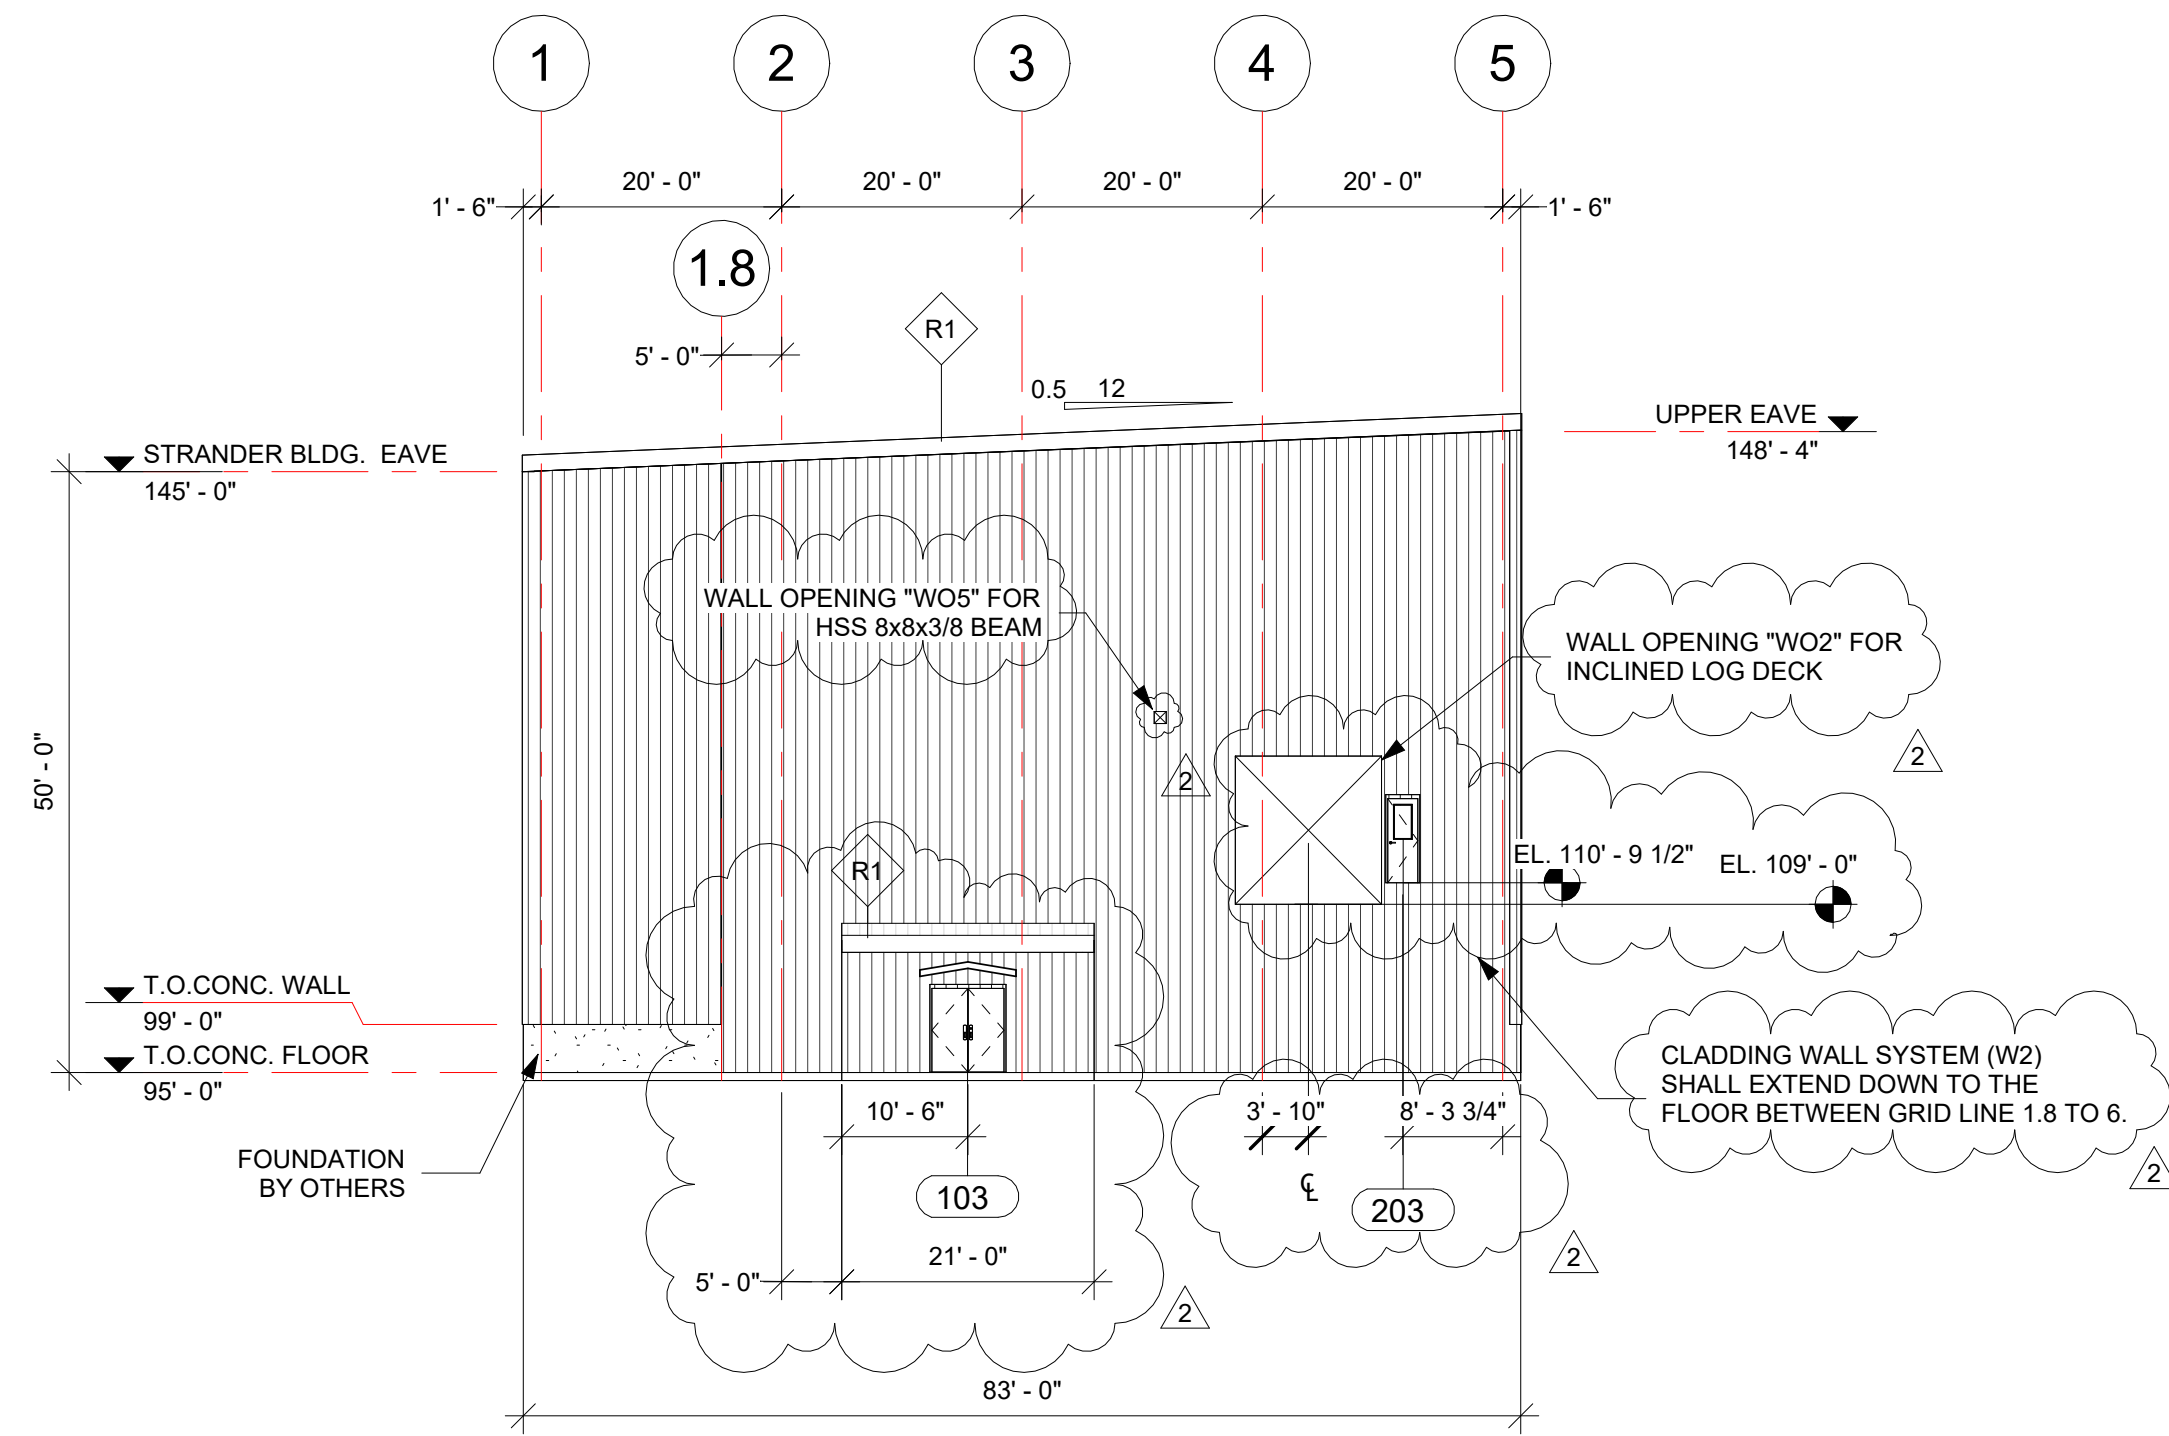 1
2
3
4
5
20' - 0"
20' - 0"
20' - 0"
20' - 0"
1' - 6"
1' - 6"
1.8
R1
5' - 0"
0.5 12
UPPER EAVE
148' - 4"
STRANDER BLDG. EAVE
145' - 0"
WALL OPENING "WO5" FOR
HSS 8x8x3/8 BEAM
WALL OPENING "WO2" FOR
INCLINED LOG DECK
2
2
50' - 0"
EL. 110' - 9 1/2"
EL. 109' - 0"
R1
T.O.CONC. WALL
99' - 0"
T.O.CONC. FLOOR
95' - 0"
CLADDING WALL SYSTEM (W2)
SHALL EXTEND DOWN TO THE
FLOOR BETWEEN GRID LINE 1.8 TO 6.
2
10' - 6"
3' - 10"
8' - 3 3/4"
FOUNDATION
BY OTHERS
103
℄
203
2
21' - 0"
5' - 0"
2
83' - 0"